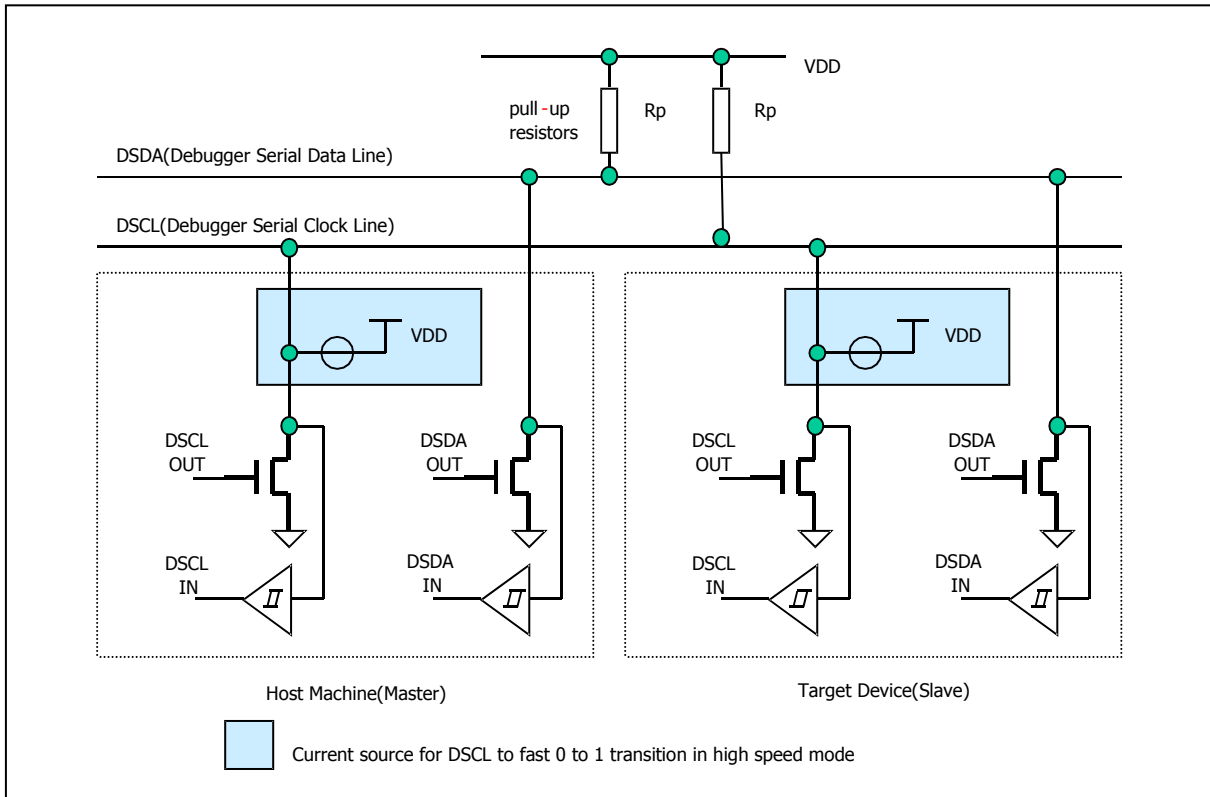 VDD
pull-up
resistors
Rp
Rp
DSDA(Debugger Serial Data Line)
DSCL(Debugger Serial Clock Line)
VDD
VDD
DSCL
OUT
DSDA
OUT
DSCL
OUT
DSDA
OUT
DSCL
IN
DSDA
IN
DSCL
IN
DSDA
IN
Host Machine(Master)
Target Device(Slave)
Current source for DSCL to fast 0 to 1 transition in high speed mode